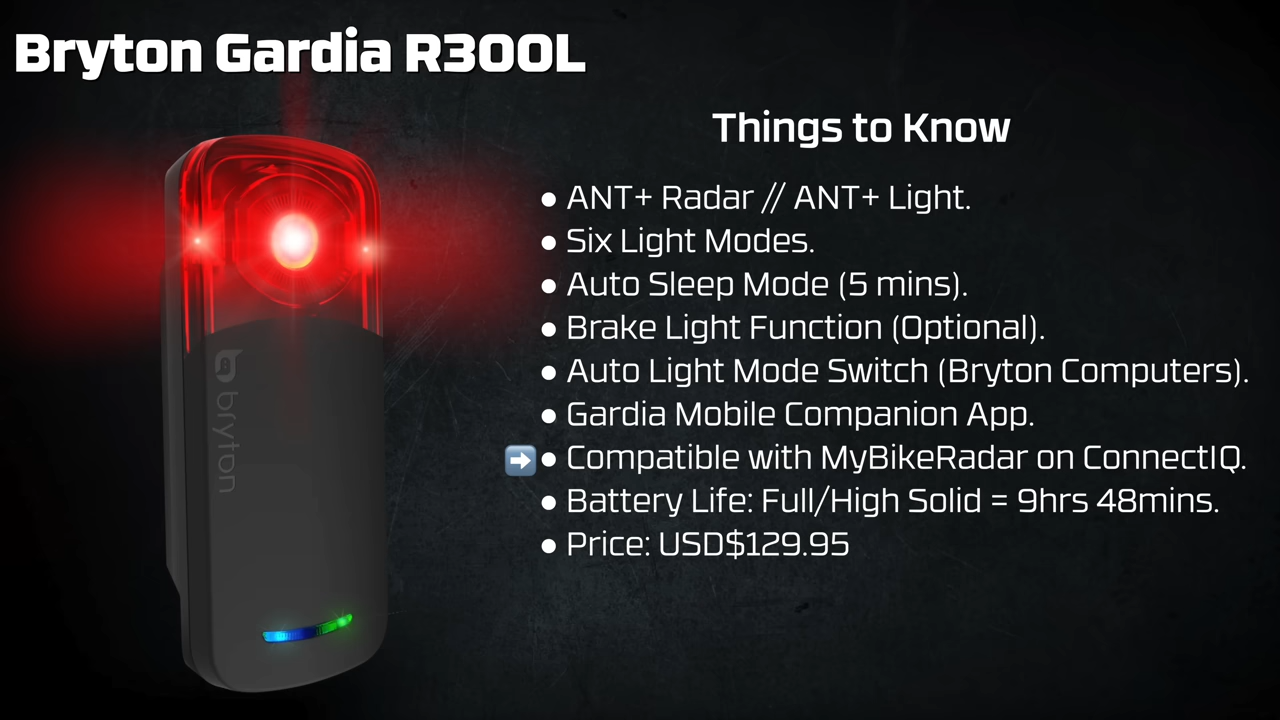 Bryton Gardia R300L
Things to Know
• ANT+ Radar // ANT+ Light.
• Six Light Modes.
• Auto Sleep Mode (5 mins).
• Brake Light Function (Optional).
• Auto Light Mode Switch (Bryton Computers).
• Gardia Mobile Companion App.
➡ • Compatible with MyBikeRadar on ConnectIQ.
• Battery Life: Full/High Solid = 9hrs 48mins.
• Price: USD$129.95
bryton